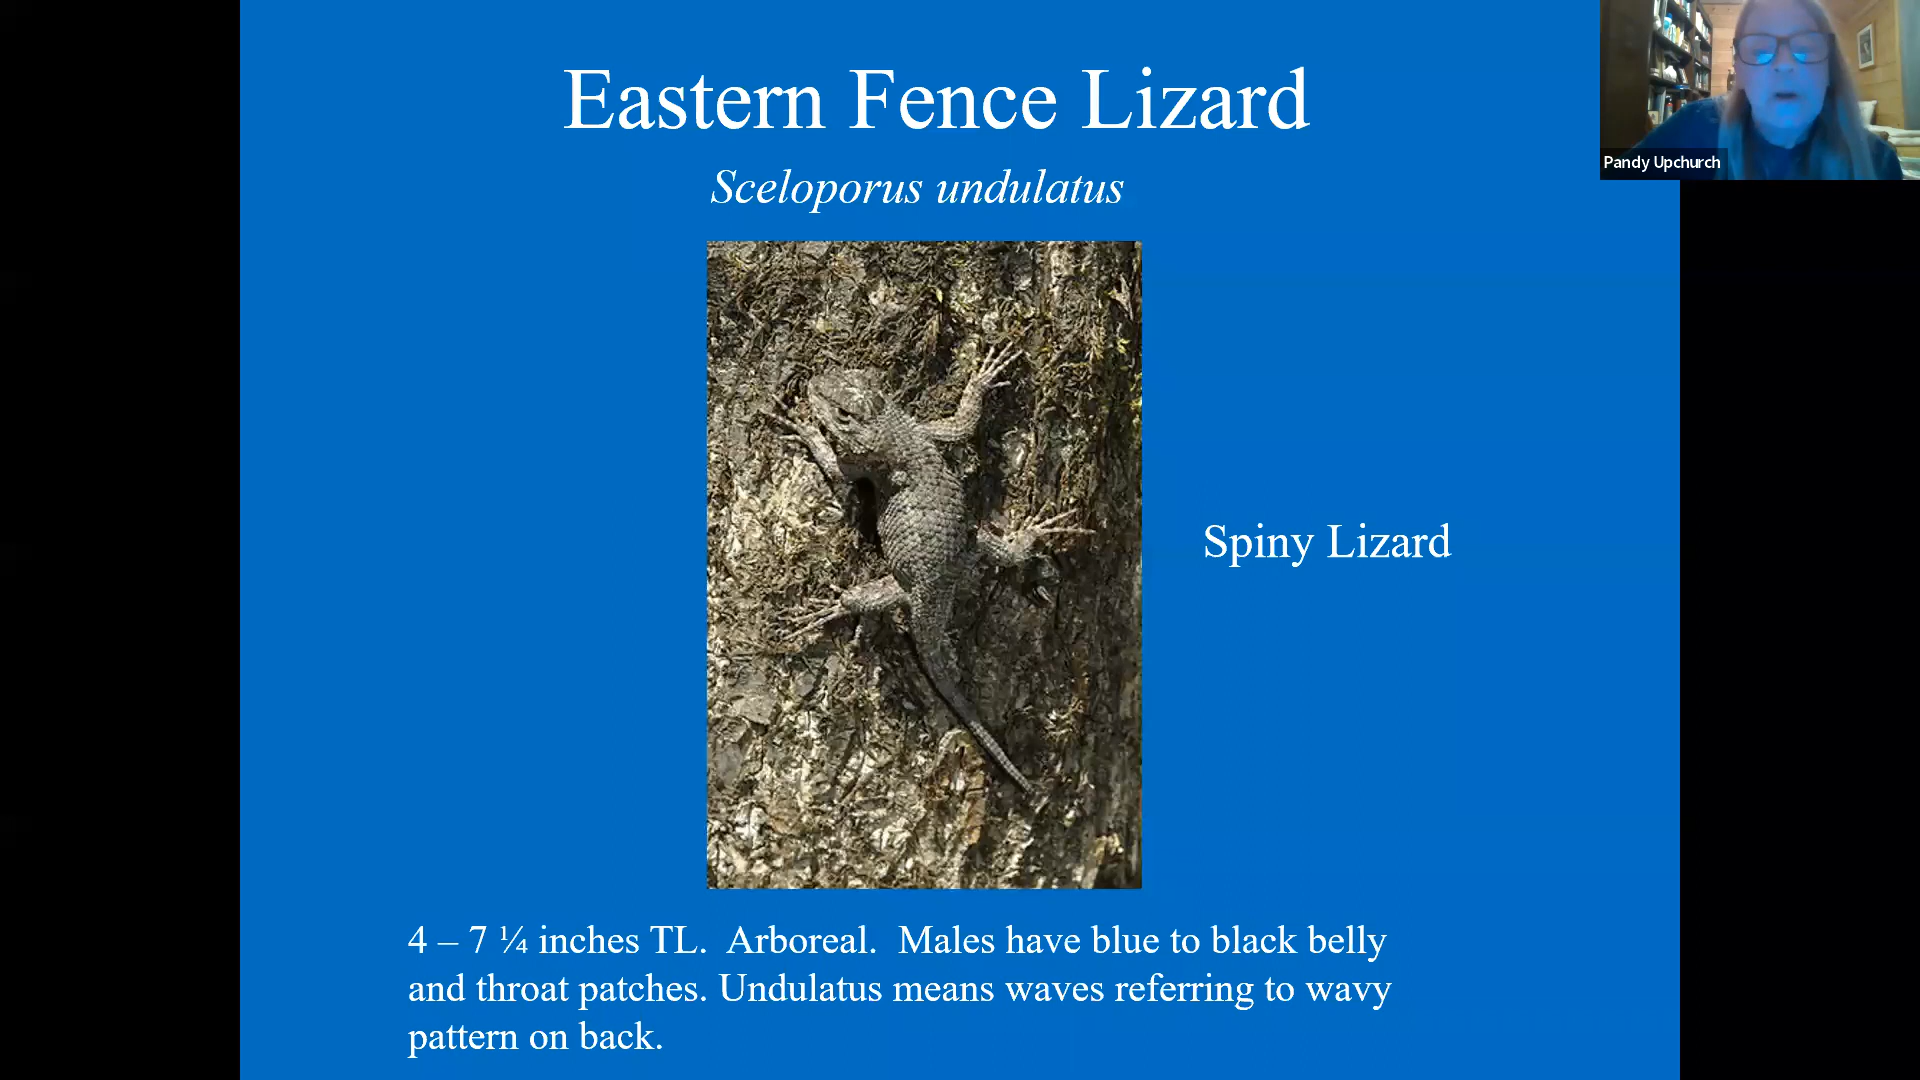 Eastern Fence Lizard
Sceloporus undulatus
Pandy Upchurch
Spiny Lizard
4 – 7 ¼ inches TL.  Arboreal.  Males have blue to black belly
and throat patches. Undulatus means waves referring to wavy
pattern on back.